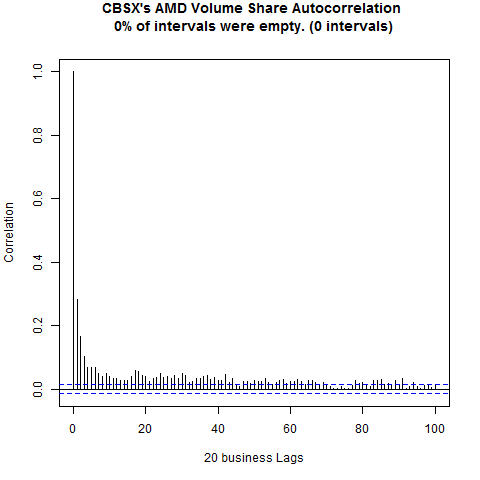 CBSX's AMD Volume Share Autocorrelation
0% of intervals were empty. (0 intervals)
1.0
0.8
0.6
0.4
0.2
0.0
Correlation
0 20 40 60 80 100
20 business Lags